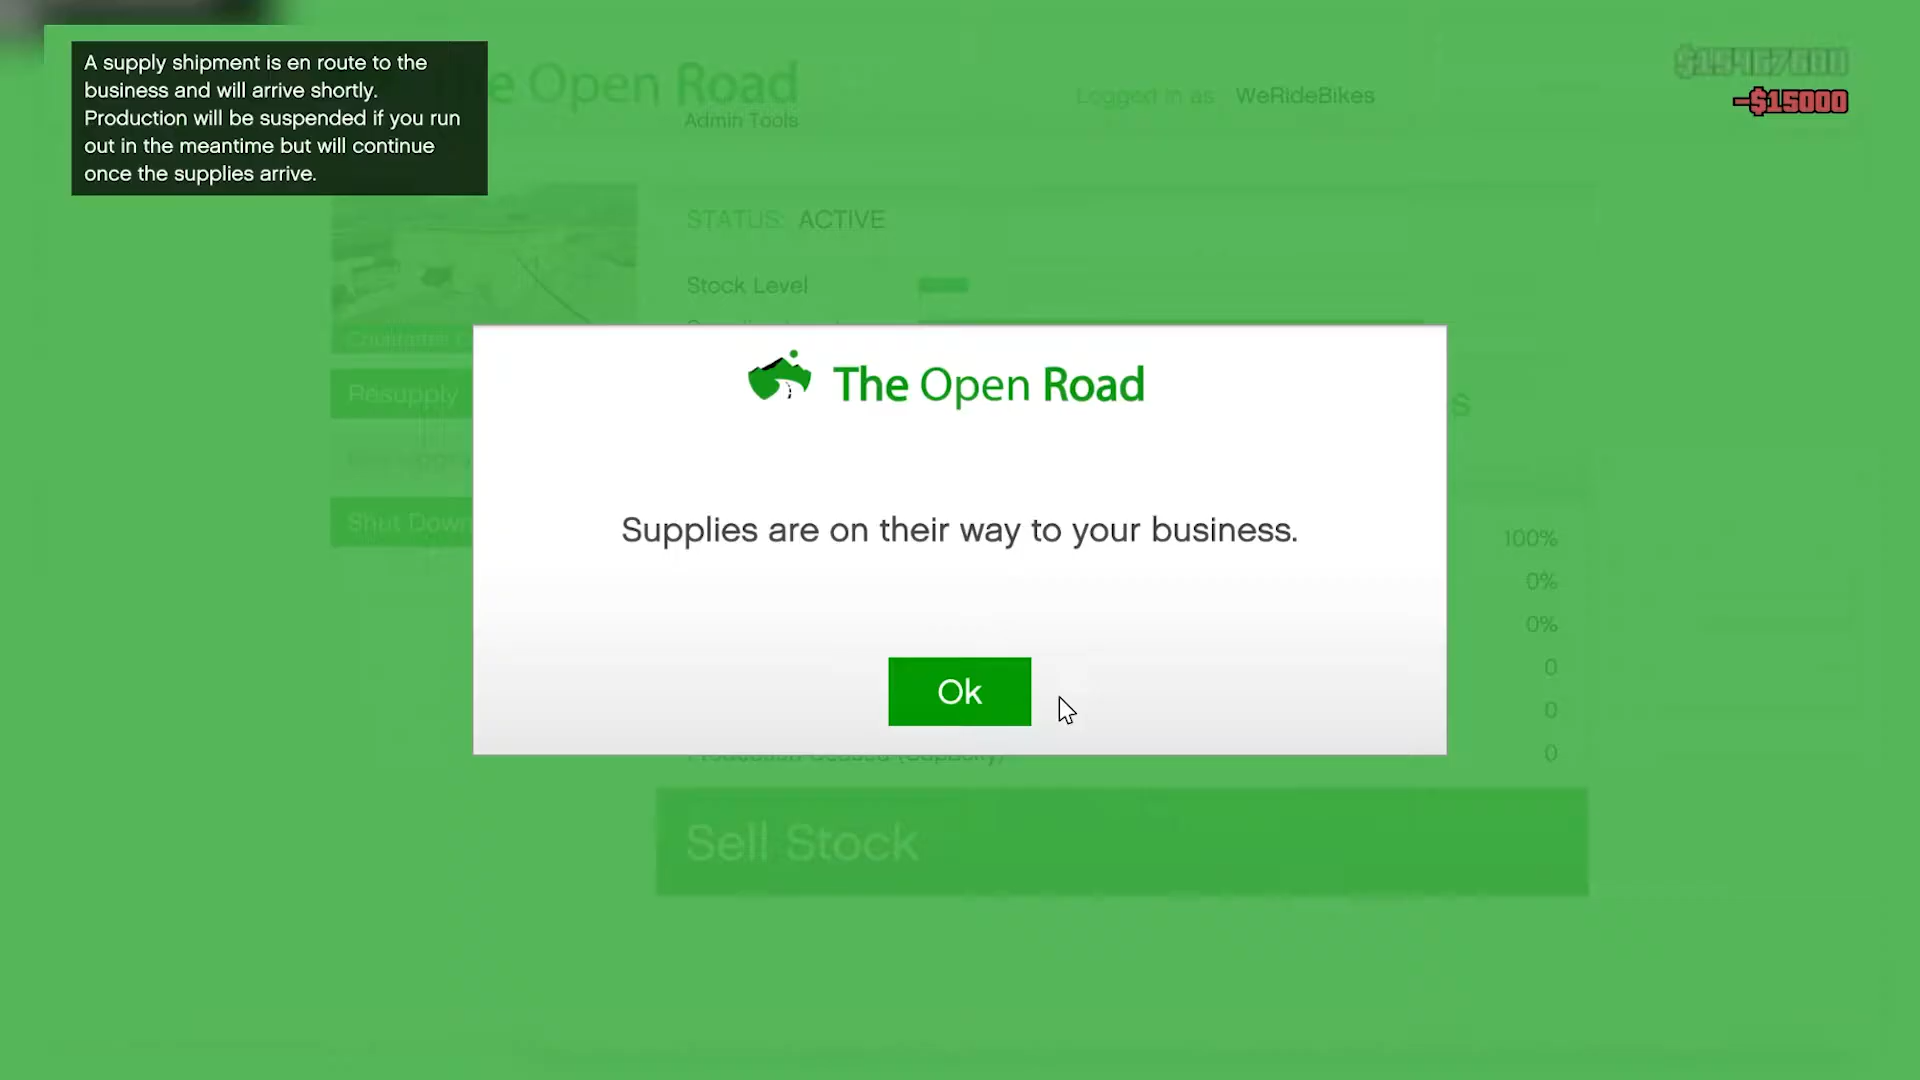 A supply shipment is en route to the
business and will arrive shortly.
Production will be suspended if you run
out in the meantime but will continue
once the supplies arrive.
The Open Road
Admin Tools
Logged in as WeRideBikes
-$15000
STATUS: ACTIVE
Stock Level
Resupply
Shut Down
The Open Road
Supplies are on their way to your business.
Ok
100%
0%
0%
0
0
0
Sell Stock